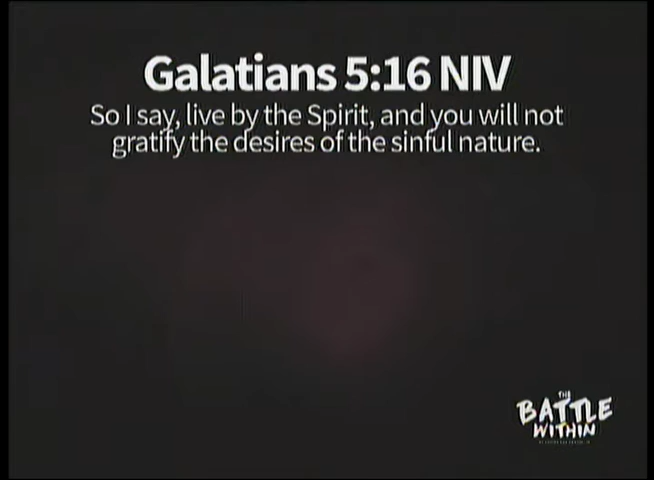 Galatians 5:16 NIV
So I say, live by the Spirit, and you will not
gratify the desires of the sinful nature.
THE
BATTLE
WITHIN